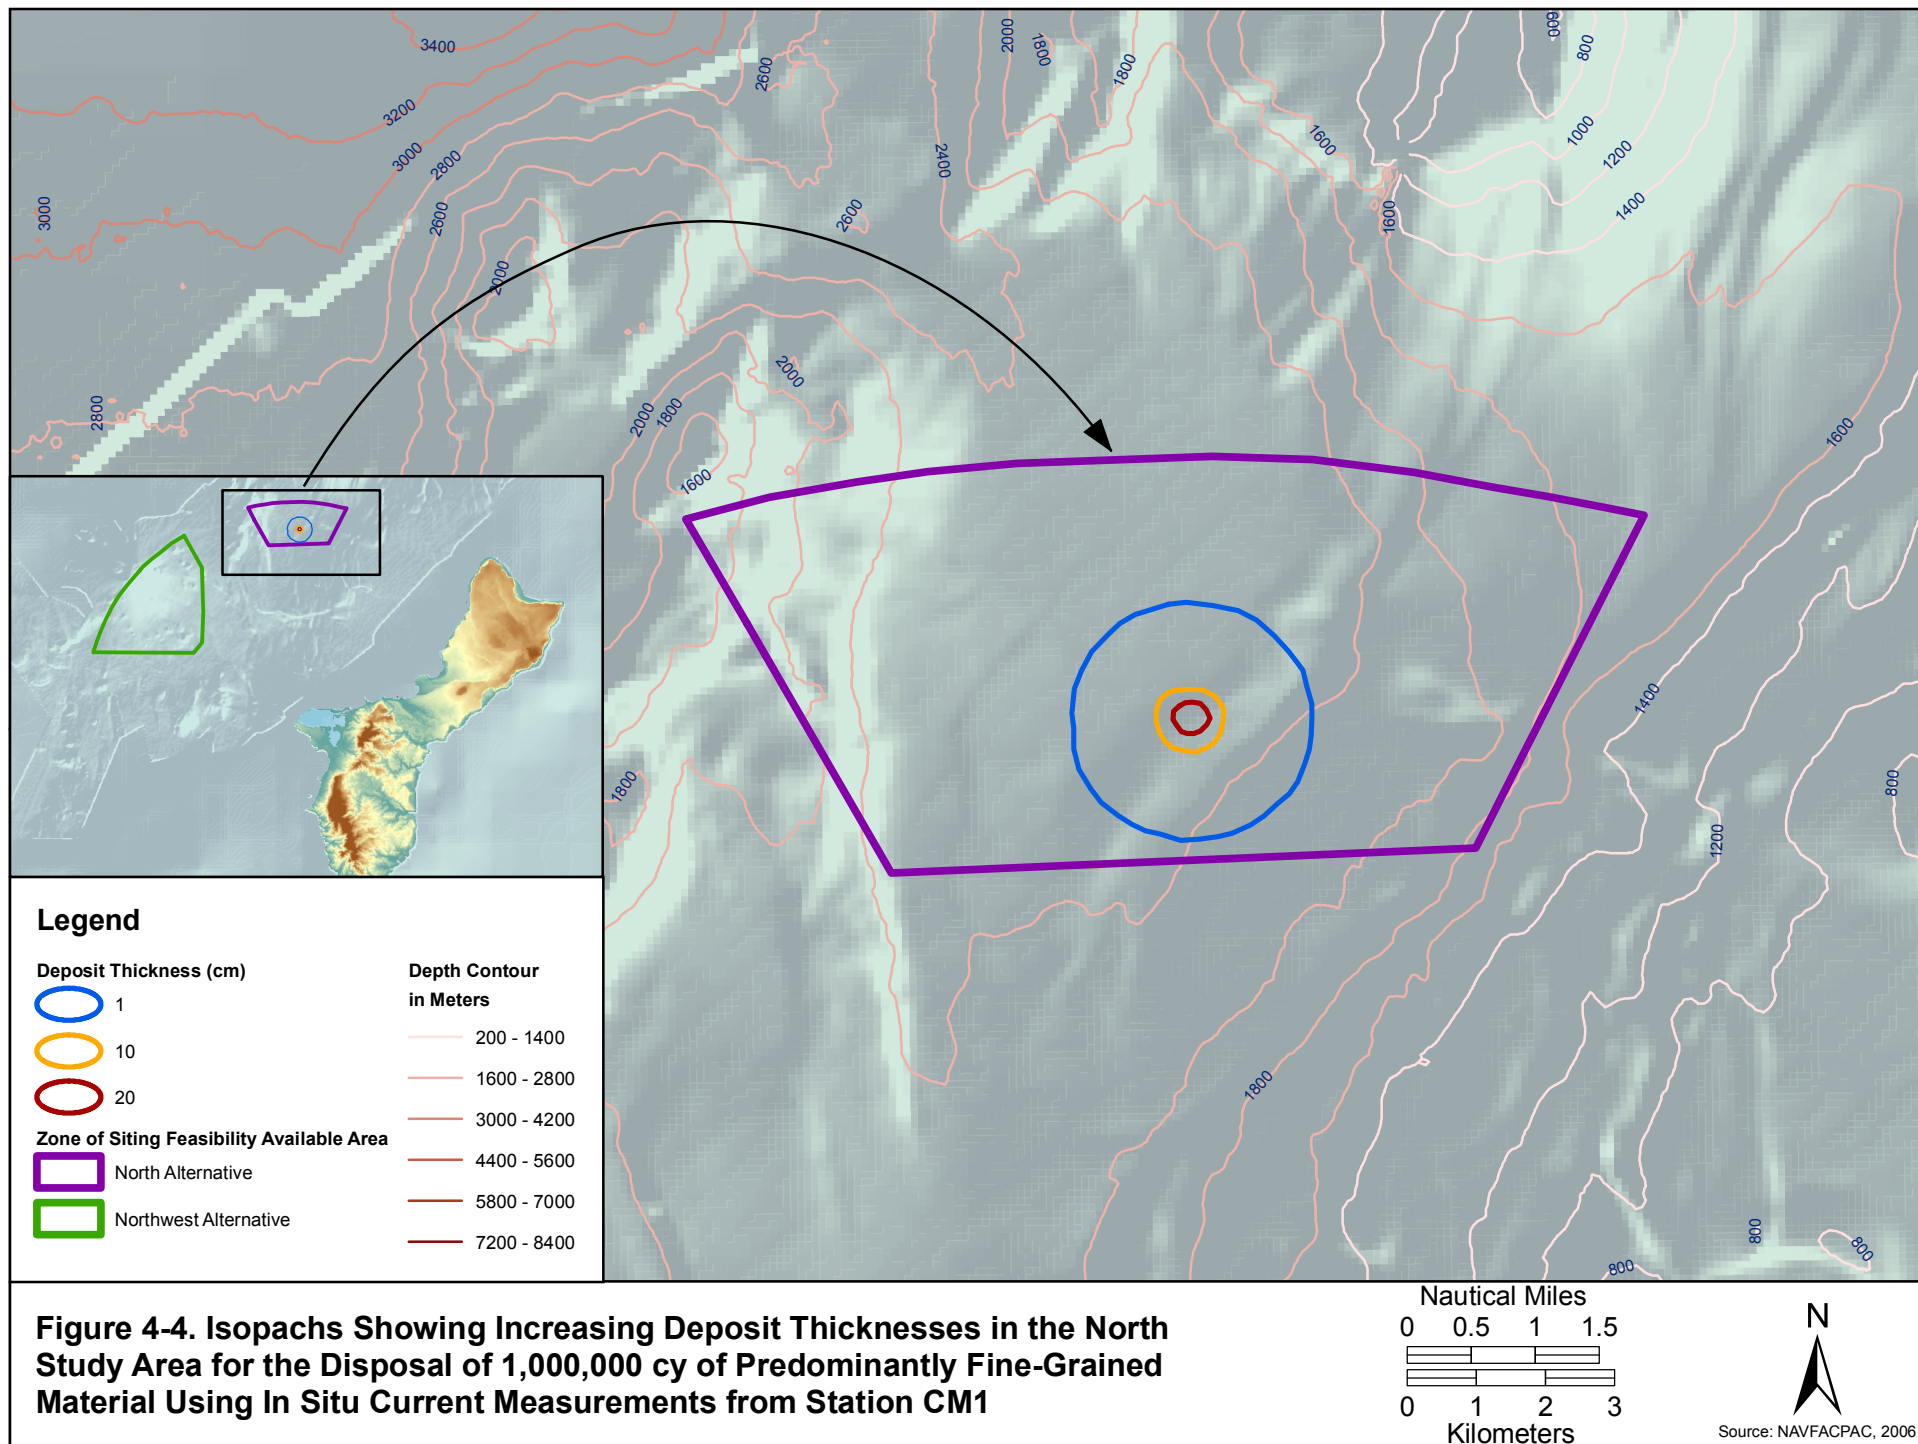 3400
3200
3000
2800
2600
2600
2000
1800
1800
2400
2600
600
800
1000
1200
1400
1600
1600
3000
2000
2000
2000
1800
1600
2800
1600
1400
1800
1200
800
1800
800
800
800
Legend
Deposit Thickness (cm)
1
10
20
Zone of Siting Feasibility Available Area
North Alternative
Northwest Alternative
Depth Contour
in Meters
200 - 1400
1600 - 2800
3000 - 4200
4400 - 5600
5800 - 7000
7200 - 8400
Figure 4-4. Isopachs Showing Increasing Deposit Thicknesses in the North
Study Area for the Disposal of 1,000,000 cy of Predominantly Fine-Grained
Material Using In Situ Current Measurements from Station CM1
Nautical Miles
0 0.5 1 1.5
0 1 2 3
Kilometers
N
Source: NAVFACPAC, 2006